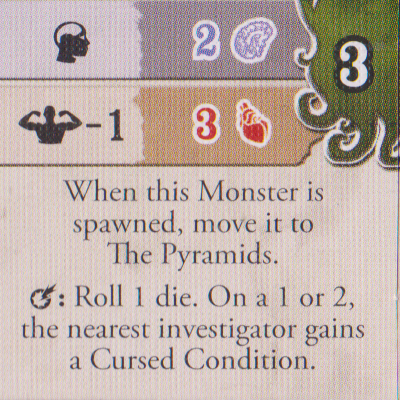 2
3
-1
3
When this Monster is
spawned, move it to
The Pyramids.
: Roll 1 die. On a 1 or 2,
the nearest investigator gains
a Cursed Condition.